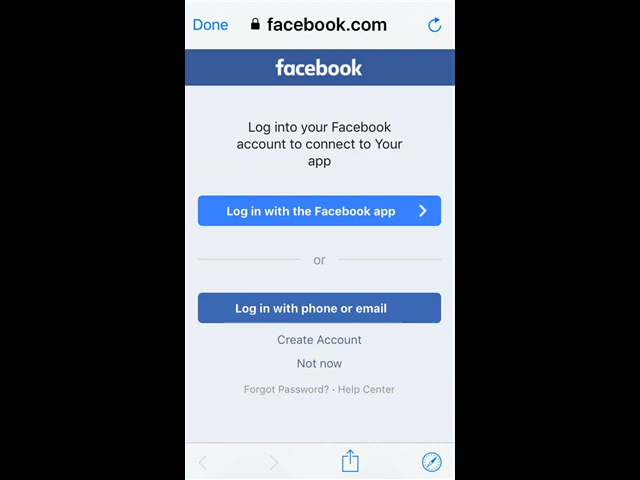 Done facebook.com
facebook
Log into your Facebook
account to connect to Your
app
Log in with the Facebook app
or
Log in with phone or email
Create Account
Not now
Forgot Password? · Help Center